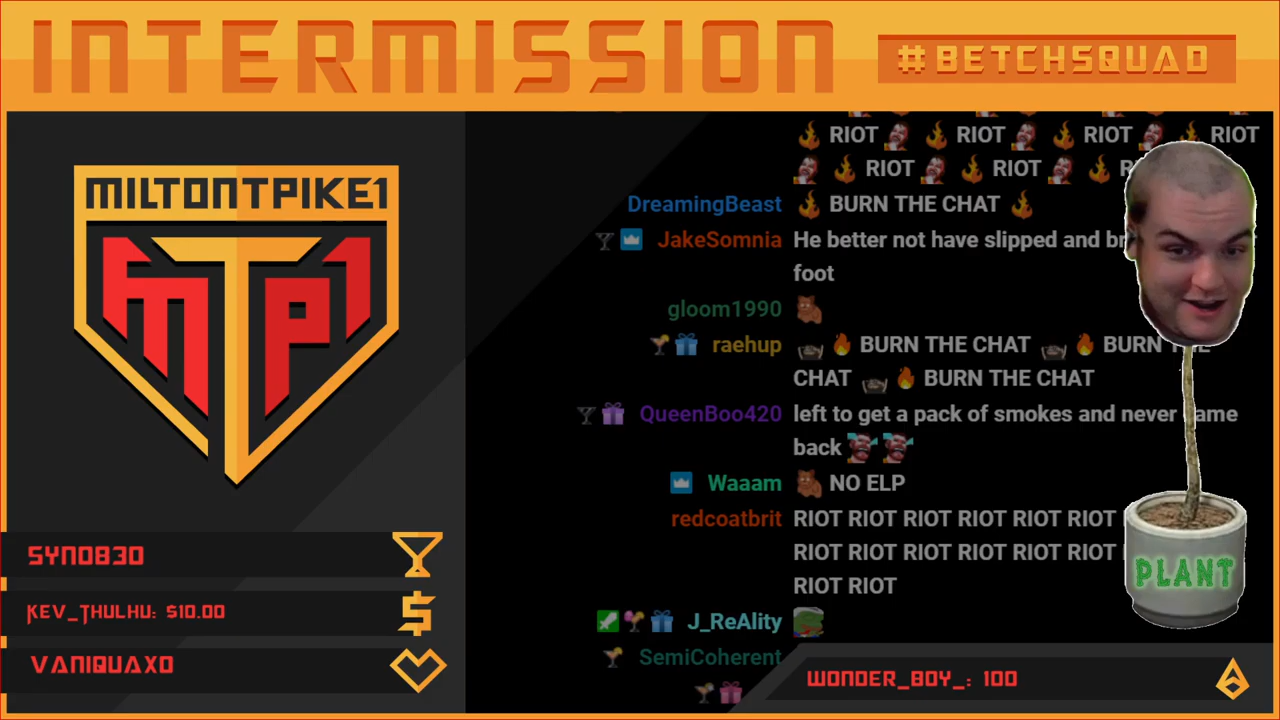 INTERMISSION
#BETCHSQUAD
MILTONTPIKE1
MTP1
RIOT RIOT RIOT RIOT
RIOT RIOT
DreamingBeast BURN THE CHAT
JakeSomnia He better not have slipped and
foot
gloom1990
raehup BURN THE CHAT BURN THE
CHAT BURN THE CHAT
QueenBoo420 left to get a pack of smokes and never came
back
Waaam NO ELP
redcoatbrit RIOT RIOT RIOT RIOT RIOT RIOT
RIOT RIOT RIOT RIOT RIOT RIOT
RIOT RIOT
J_ReAlity
SemiCoherent
PLANT
SYN0830
KEV_THULHU: $10.00
VANIQUAXO
WONDER_BOY_: 100